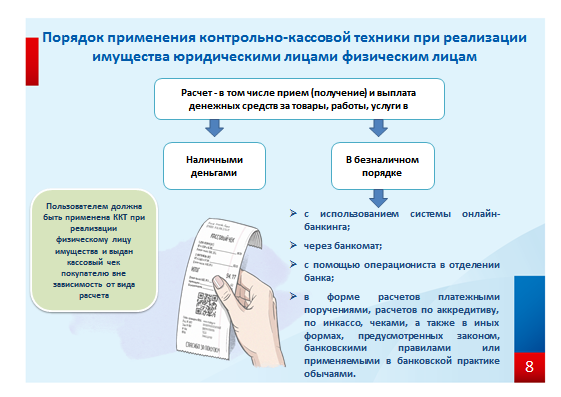 Порядок применения контрольно-кассовой техники при реализации
имущества юридическими лицами физическим лицам
Расчет - в том числе прием (получение) и выплата
денежных средств за товары, работы, услуги в
Наличными
деньгами
В безналичном
порядке
Пользователем должна
быть применена ККТ при
реализации
физическому лицу
имущества и выдан
кассовый чек
покупателю вне
зависимость от вида
расчета
КАССОВЫЙ ЧЕК
➢ с использованием системы онлайн-
банкинга;
➢ через банкомат;
➢ с помощью операциониста в отделении
банка;
➢ в форме расчетов платежными
поручениями, расчетов по аккредитиву,
по инкассо, чеками, а также в иных
формах, предусмотренных законом,
банковскими правилами или
применяемыми в банковской практике
обычаями.
8